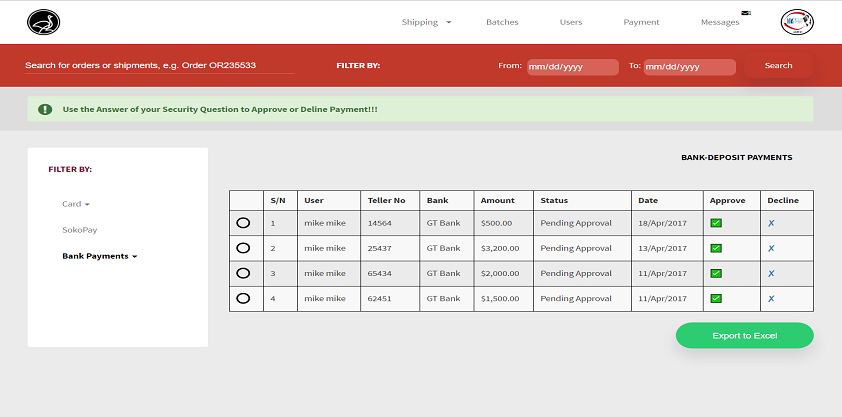 Shipping Batches Users Payment Messages
Search for orders or shipments, e.g. Order OR235533 FILTER BY: From: mm/dd/yyyy To: mm/dd/yyyy Search
Use the Answer of your Security Question to Approve or Deline Payment!!!
FILTER BY:
Card
SokoPay
Bank Payments
BANK-DEPOSIT PAYMENTS
S/N User Teller No Bank Amount Status Date Approve Decline
1 mike mike 14564 GT Bank $500.00 Pending Approval 18/Apr/2017
2 mike mike 25437 GT Bank $3,200.00 Pending Approval 13/Apr/2017
3 mike mike 65434 GT Bank $2,000.00 Pending Approval 11/Apr/2017
4 mike mike 62451 GT Bank $1,500.00 Pending Approval 11/Apr/2017
Export to Excel